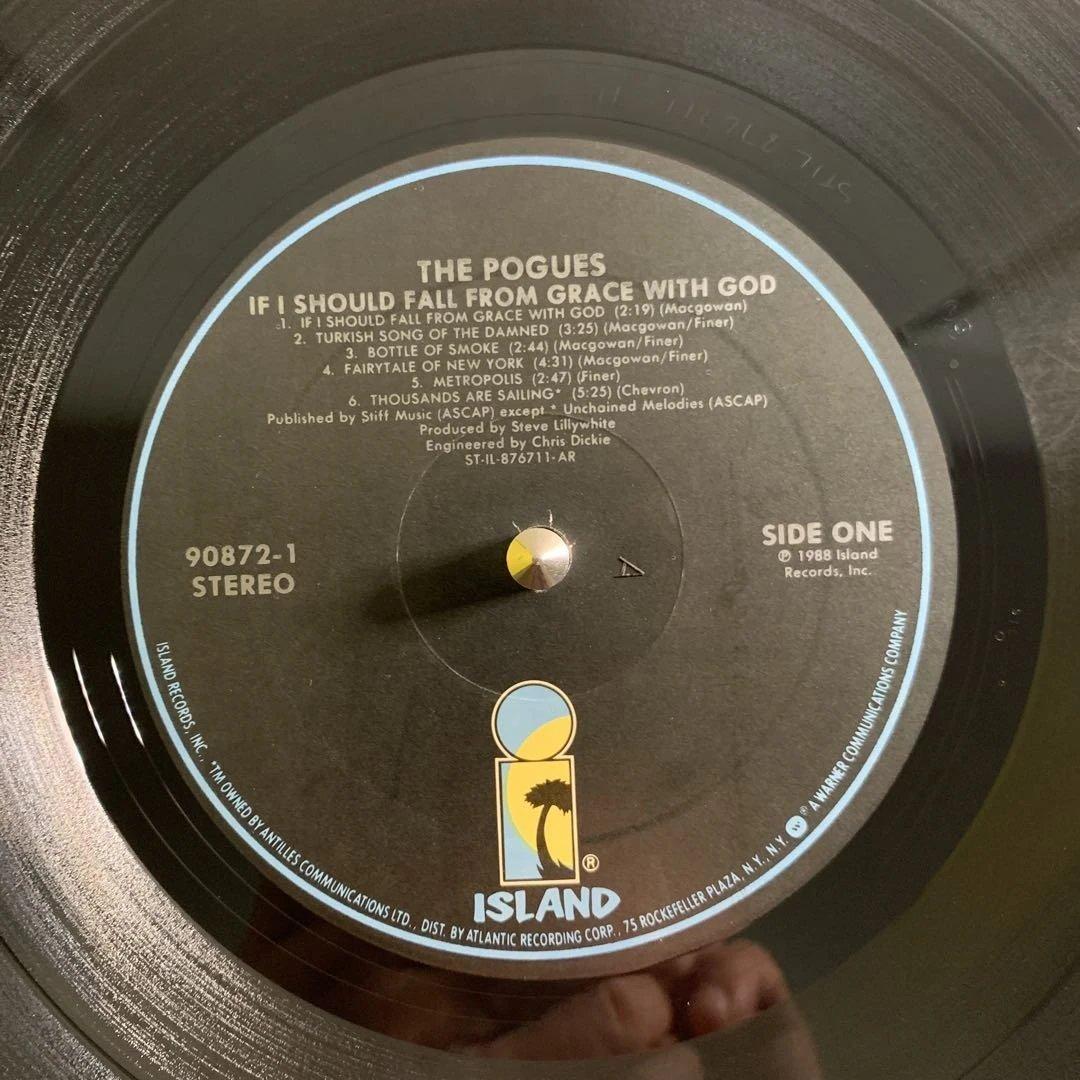 THE POGUES
IF I SHOULD FALL FROM GRACE WITH GOD
1. IF I SHOULD FALL FROM GRACE WITH GOD (2:19) (Macgowan)
2. TURKISH SONG OF THE DAMNED (3:25) (Macgowan/Finer)
3. BOTTLE OF SMOKE (2:44) (Macgowan/Finer)
4. FAIRYTALE OF NEW YORK (4:31) (Macgowan/Finer)
5. METROPOLIS (2:47) (Finer)
6. THOUSANDS ARE SAILING* (5:25) (Chevron)
Published by Stiff Music (ASCAP) except * Unchained Melodies (ASCAP)
Produced by Steve Lillywhite
Engineered by Chris Dickie
ST-IL-876711-AR
90872-1
STEREO
SIDE ONE
℗ 1988 Island
Records, Inc.
®
ISLAND
ISLAND RECORDS, INC., *TM OWNED BY ANTILLES COMMUNICATIONS LTD., DIST. BY ATLANTIC RECORDING CORP., 75 ROCKEFELLER PLAZA, N.Y., N.Y. ® A WARNER COMMUNICATIONS COMPANY